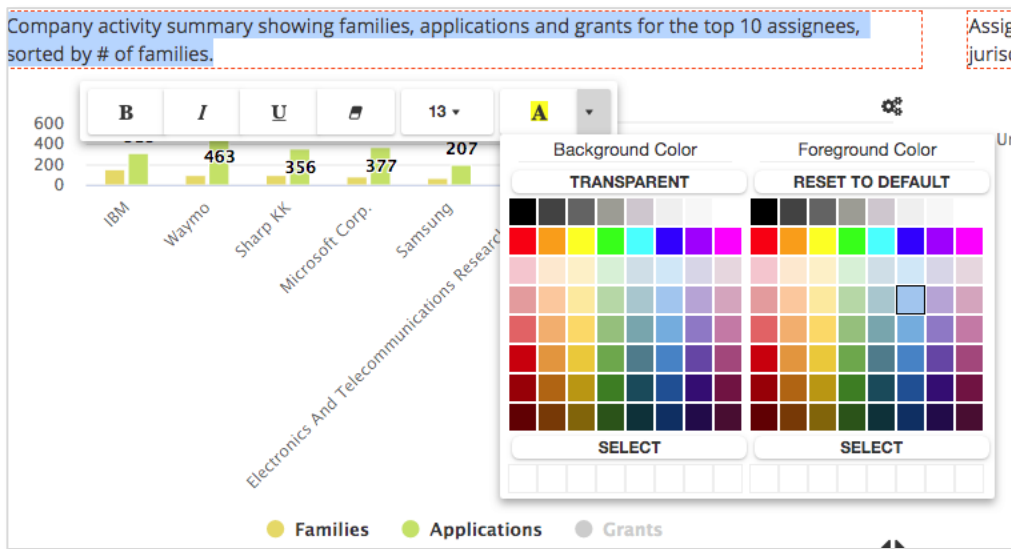 Company activity summary showing families, applications and grants for the top 10 assignees,
sorted by # of families.
B I U 13 A
600
400
200
0
463
356
377
207
IBM
Waymo
Sharp KK
Microsoft Corp.
Samsung
Electronics And Telecommunications Research
Background Color
TRANSPARENT
SELECT
Foreground Color
RESET TO DEFAULT
SELECT
Families Applications Grants